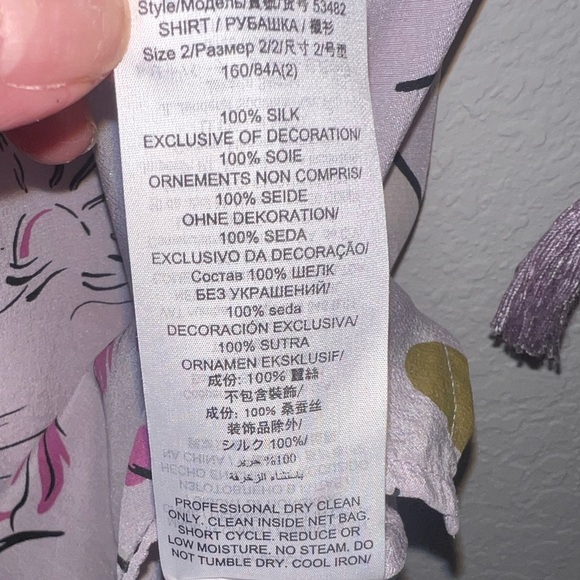 Style/Модель/貨號/货号 53482
SHIRT / РУБАШКА / 襯衫
Size 2/Размер 2/2/尺寸 2/号型
160/84A(2)
100% SILK
EXCLUSIVE OF DECORATION/
100% SOIE
ORNEMENTS NON COMPRIS/
100% SEIDE
OHNE DEKORATION/
100% SEDA
EXCLUSIVO DA DECORAÇÃO/
Состав 100% ШЕЛК
БЕЗ УКРАШЕНИЙ/
100% seda
DECORACIÓN EXCLUSIVA/
100% SUTRA
ORNAMEN EKSKLUSIF/
成份: 100% 蠶絲
不包含裝飾/
成份: 100% 桑蚕丝
装饰品除外/
シルク 100%/
100% حرير/
باستثناء الزخرفة/
PROFESSIONAL DRY CLEAN
ONLY. CLEAN INSIDE NET BAG.
SHORT CYCLE. REDUCE OR
LOW MOISTURE. NO STEAM. DO
NOT TUMBLE DRY. COOL IRON/